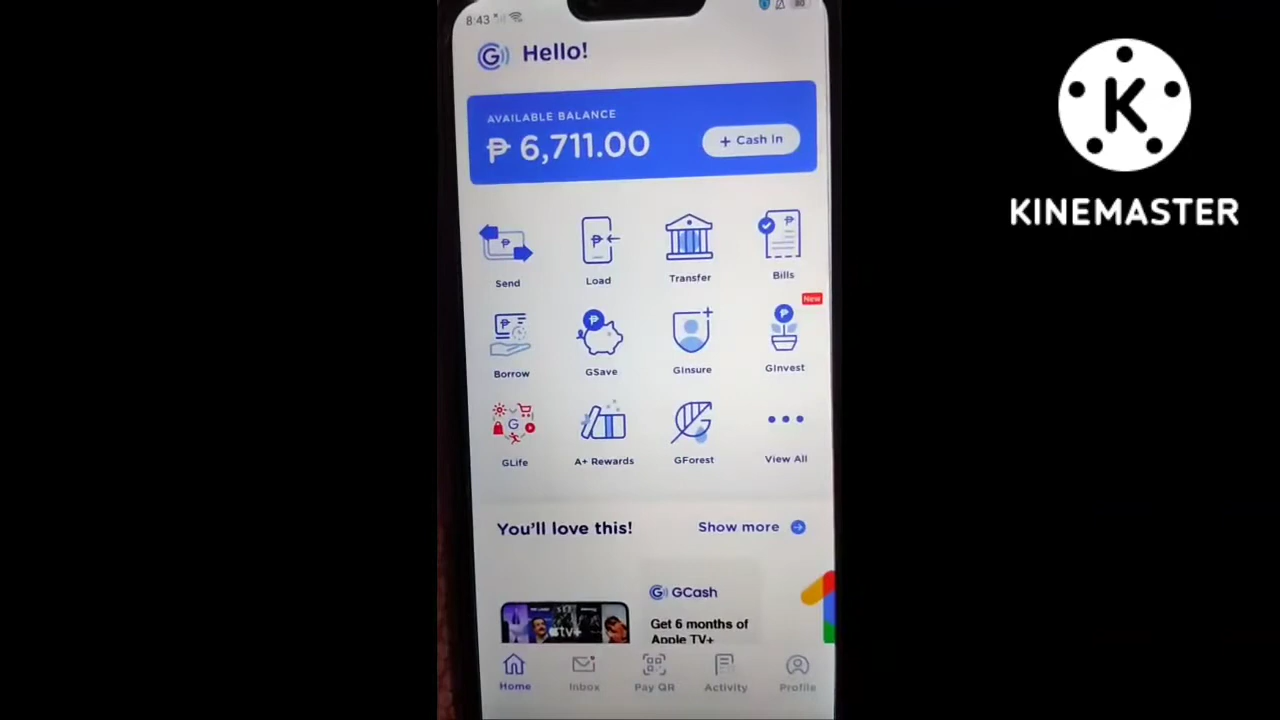 8:43
80
Hello!
AVAILABLE BALANCE
₱ 6,711.00
+ Cash In
Send
Load
Transfer
Bills
New
Borrow
GSave
GInsure
GInvest
GLife
A+ Rewards
GForest
View All
You'll love this!
Show more
GCash
Get 6 months of
Apple TV+
tv+
Home
Inbox
Pay QR
Activity
Profile
K
KINEMASTER